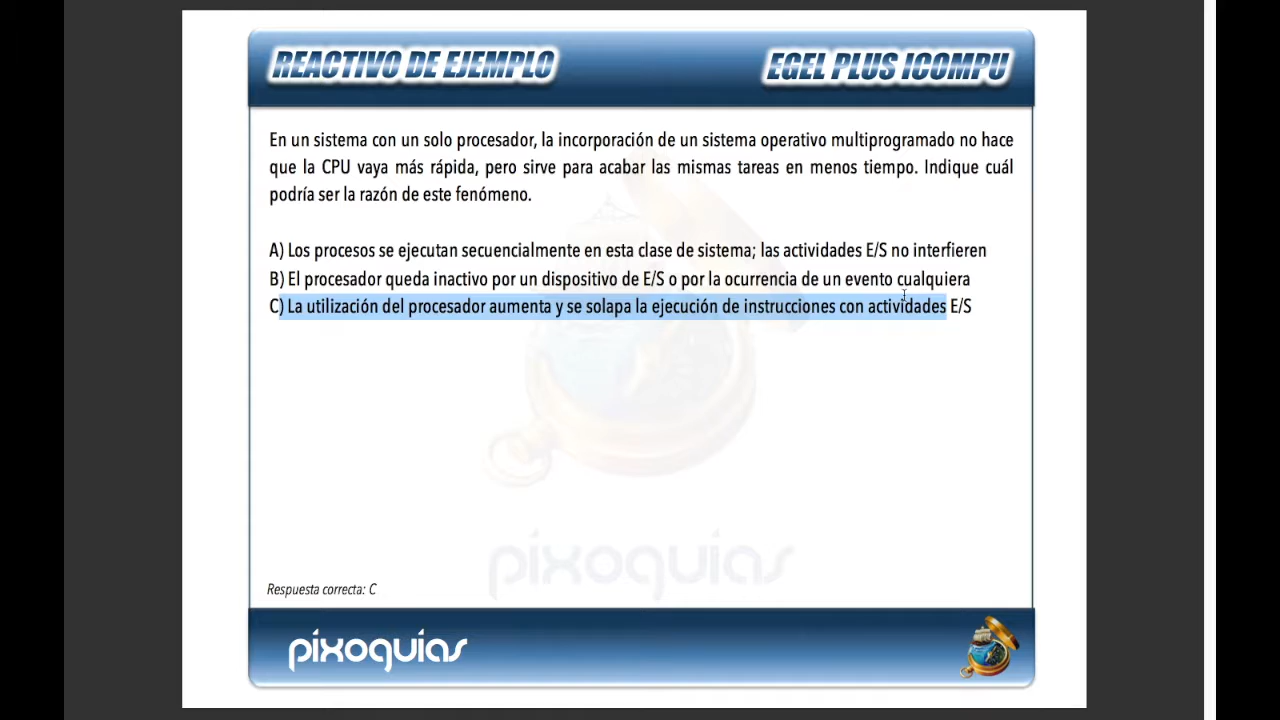 REACTIVO DE EJEMPLO
EGEL PLUS ICOMPU
En un sistema con un solo procesador, la incorporación de un sistema operativo multiprogramado no hace
que la CPU vaya más rápida, pero sirve para acabar las mismas tareas en menos tiempo. Indique cuál
podría ser la razón de este fenómeno.
A) Los procesos se ejecutan secuencialmente en esta clase de sistema; las actividades E/S no interfieren
B) El procesador queda inactivo por un dispositivo de E/S o por la ocurrencia de un evento cualquiera
C) La utilización del procesador aumenta y se solapa la ejecución de instrucciones con actividades E/S
pixoguías
Respuesta correcta: C
pixoguías